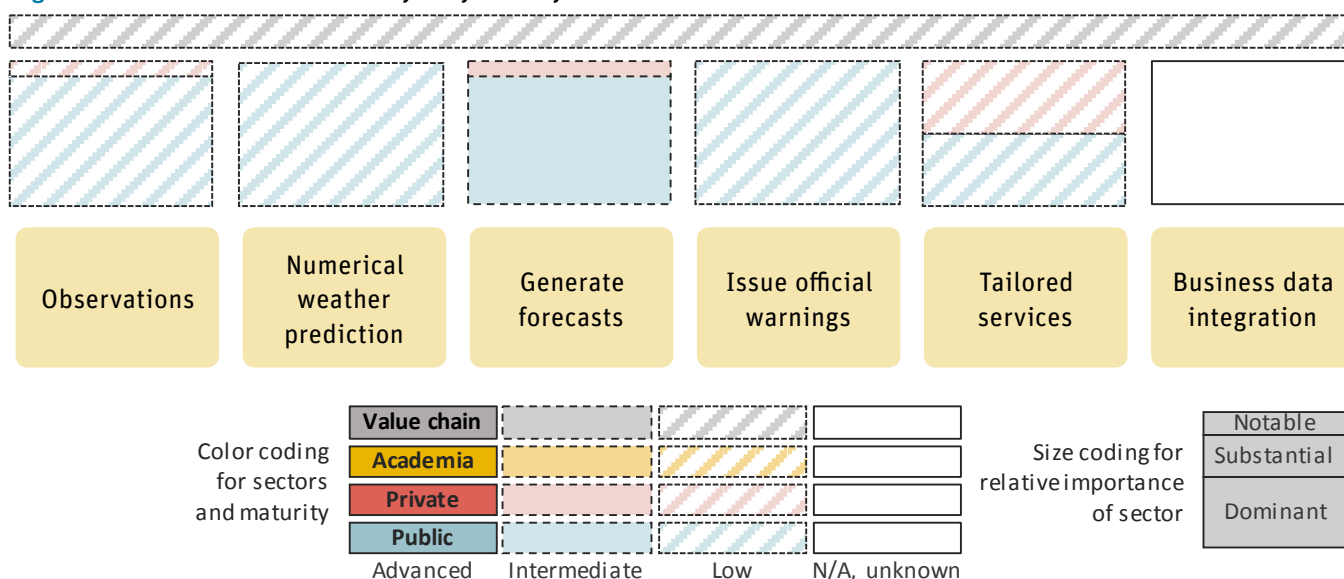 Observations
Numerical
weather
prediction
Generate
forecasts
Issue official
warnings
Tailored
services
Business data
integration
Color coding
for sectors
and maturity
Value chain
Academia
Private
Public
Advanced
Intermediate
Low
N/A, unknown
Size coding for
relative importance
of sector
Notable
Substantial
Dominant